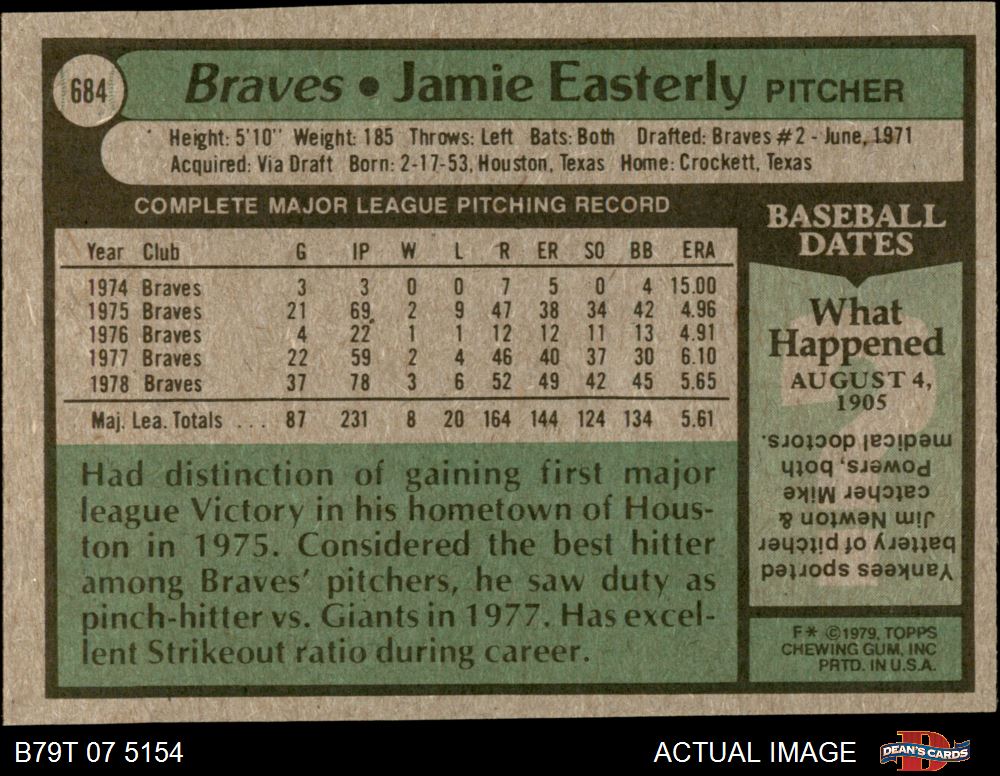 684
Braves • Jamie Easterly PITCHER
Height: 5'10" Weight: 185 Throws: Left Bats: Both Drafted: Braves #2 - June, 1971
Acquired: Via Draft Born: 2-17-53, Houston, Texas Home: Crockett, Texas
COMPLETE MAJOR LEAGUE PITCHING RECORD
Year Club G IP W L R ER SO BB ERA
1974 Braves 3 3 0 0 7 5 0 4 15.00
1975 Braves 21 69 2 9 47 38 34 42 4.96
1976 Braves 4 22 1 1 12 12 11 13 4.91
1977 Braves 22 59 2 4 46 40 37 30 6.10
1978 Braves 37 78 3 6 52 49 42 45 5.65
Maj. Lea. Totals ... 87 231 8 20 164 144 124 134 5.61
Had distinction of gaining first major
league Victory in his hometown of Hous-
ton in 1975. Considered the best hitter
among Braves' pitchers, he saw duty as
pinch-hitter vs. Giants in 1977. Has excel-
lent Strikeout ratio during career.
BASEBALL
DATES
What
Happened
AUGUST 4,
1905
Yankees sported
battery of pitcher
Jim Newton &
catcher Mike
Powers, both
medical doctors.
F* ©1979, TOPPS
CHEWING GUM, INC
PRTD. IN U.S.A.
B79T 07 5154
ACTUAL IMAGE
D
DEAN'S CARDS